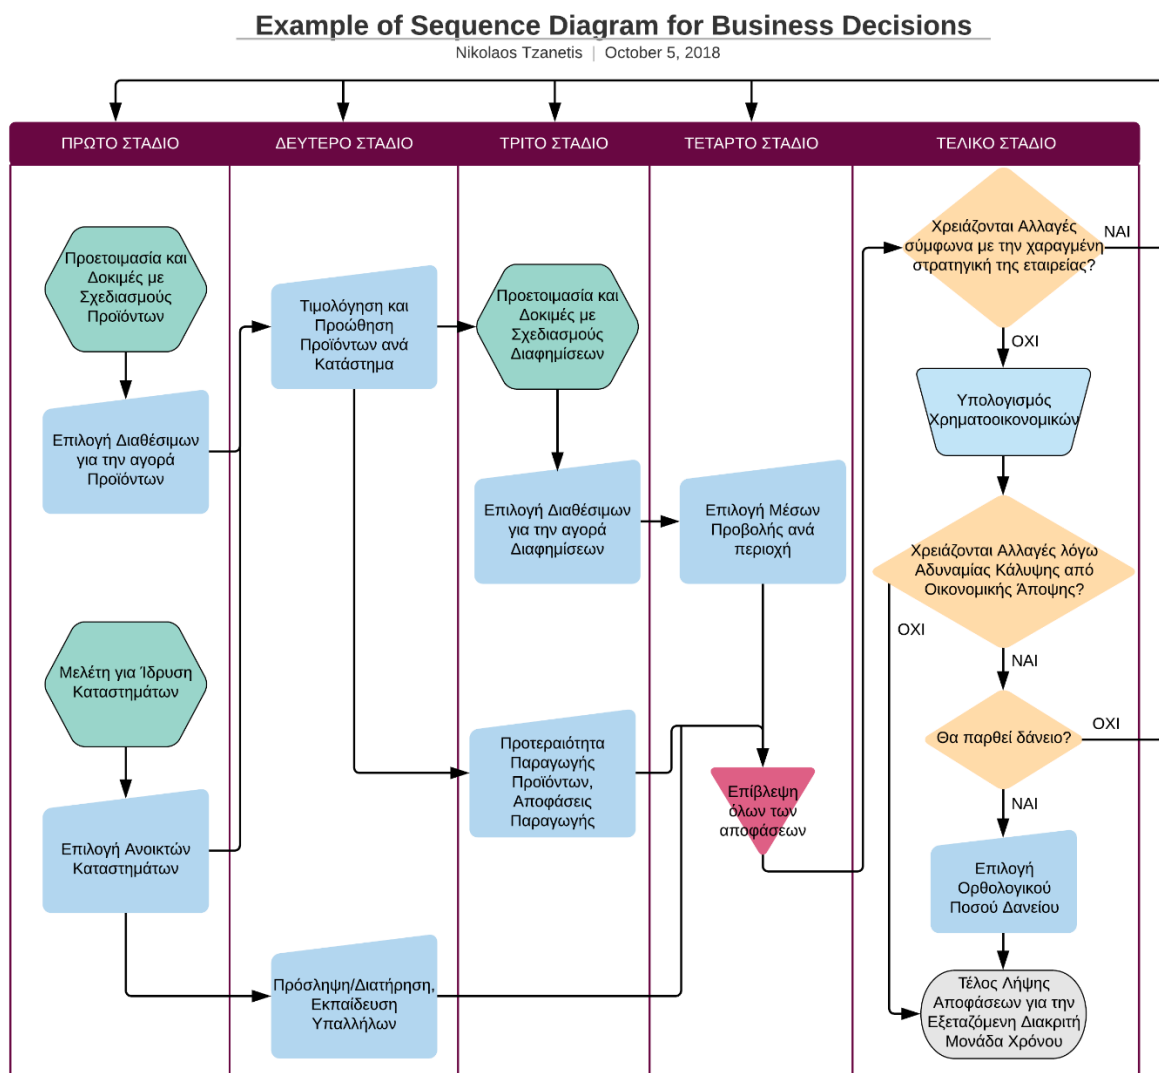 Example of Sequence Diagram for Business Decisions
Nikolaos Tzanetis | October 5, 2018
ΠΡΩΤΟ ΣΤΑΔΙΟ
ΔΕΥΤΕΡΟ ΣΤΑΔΙΟ
ΤΡΙΤΟ ΣΤΑΔΙΟ
ΤΕΤΑΡΤΟ ΣΤΑΔΙΟ
ΤΕΛΙΚΟ ΣΤΑΔΙΟ
Προετοιμασία και
Δοκιμές με
Σχεδιασμούς
Προϊόντων
Επιλογή Διαθέσιμων
για την αγορά
Προϊόντων
Μελέτη για Ίδρυση
Καταστημάτων
Επιλογή Ανοικτών
Καταστημάτων
Τιμολόγηση και
Προώθηση
Προϊόντων ανά
Κατάστημα
Πρόσληψη/Διατήρηση,
Εκπαίδευση
Υπαλλήλων
Προετοιμασία και
Δοκιμές με
Σχεδιασμούς
Διαφημίσεων
Επιλογή Διαθέσιμων
για την αγορά
Διαφημίσεων
Προτεραιότητα
Παραγωγής
Προϊόντων,
Αποφάσεις
Παραγωγής
Επιλογή Μέσων
Προβολής ανά
περιοχή
Επίβλεψη
όλων των
αποφάσεων
Χρειάζονται Αλλαγές
σύμφωνα με την χαραγμένη
στρατηγική της εταιρείας?
ΝΑΙ
ΟΧΙ
Υπολογισμός
Χρηματοοικονομικών
Χρειάζονται Αλλαγές λόγω
Αδυναμίας Κάλυψης από
Οικονομικής Άποψης?
ΟΧΙ
ΝΑΙ
Θα παρθεί δάνειο?
ΟΧΙ
ΝΑΙ
Επιλογή
Ορθολογικού
Ποσού Δανείου
Τέλος Λήψης
Αποφάσεων για την
Εξεταζόμενη Διακριτή
Μονάδα Χρόνου